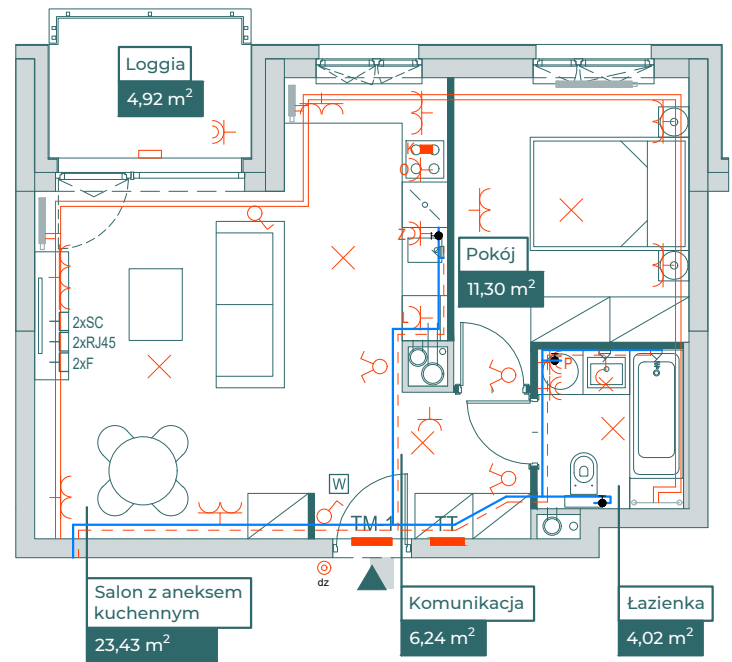 Loggia
4,92 m²
K
O
Z
L
Pokój
11,30 m²
2xSC
2xRJ45
2xF
P
W
TM 1
TT
dz
Salon z aneksem
kuchennym
23,43 m²
Komunikacja
6,24 m²
Łazienka
4,02 m²